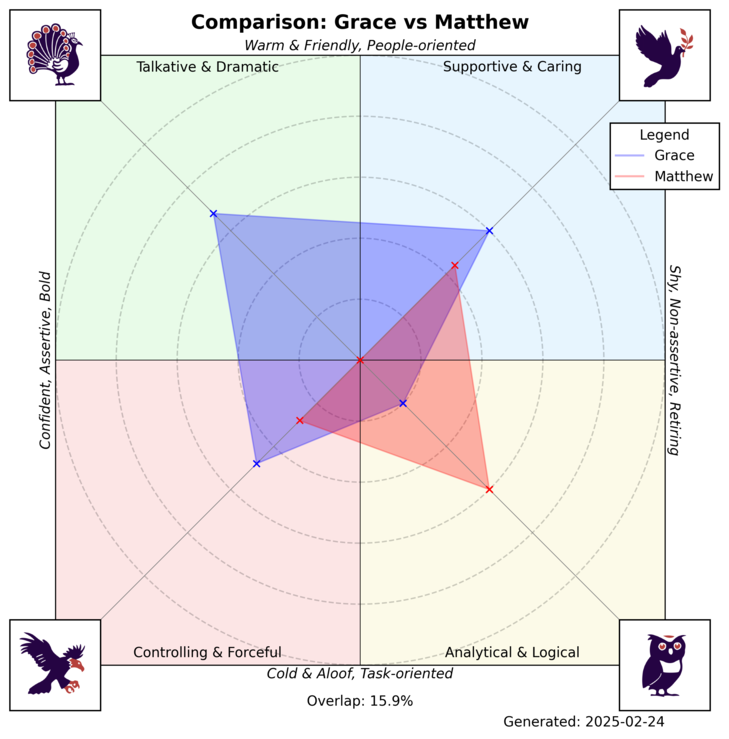 Comparison: Grace vs Matthew
Warm & Friendly, People-oriented
Talkative & Dramatic
Supportive & Caring
Legend
Grace
Matthew
Confident, Assertive, Bold
Shy, Non-assertive, Retiring
Controlling & Forceful
Analytical & Logical
Cold & Aloof, Task-oriented
Overlap: 15.9%
Generated: 2025-02-24